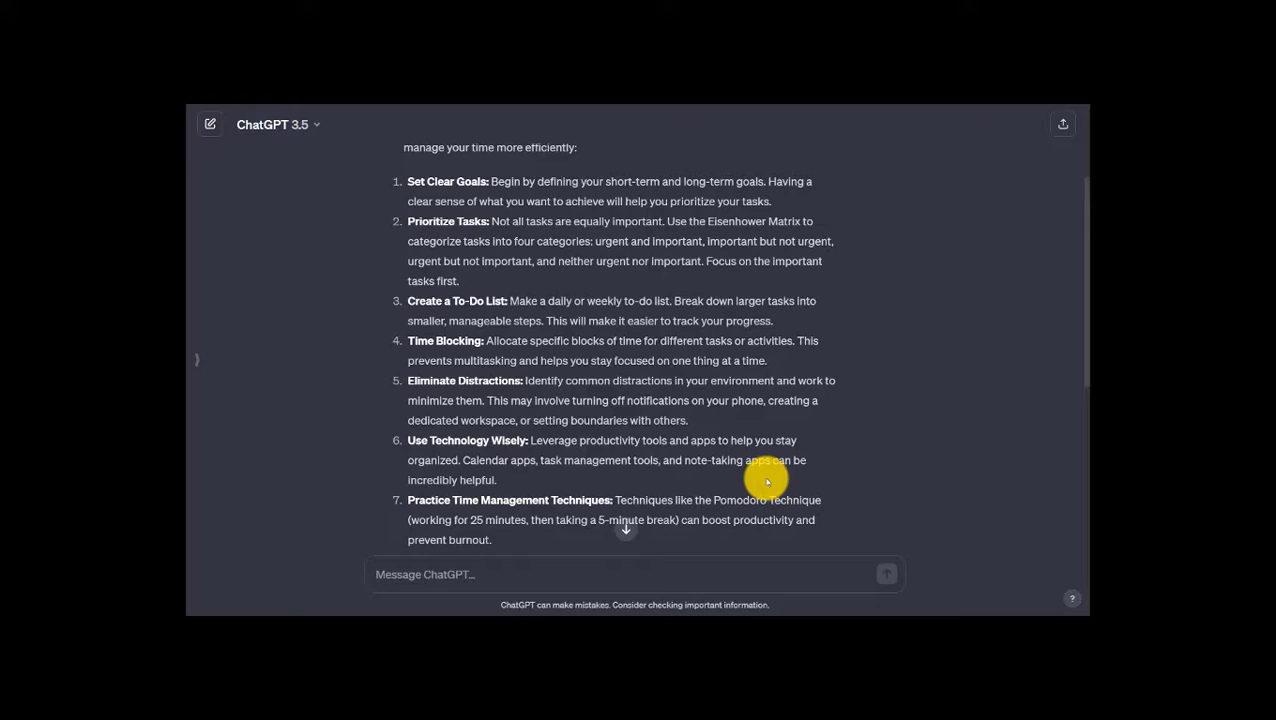 ChatGPT 3.5
manage your time more efficiently:
1. Set Clear Goals: Begin by defining your short-term and long-term goals. Having a
clear sense of what you want to achieve will help you prioritize your tasks.
2. Prioritize Tasks: Not all tasks are equally important. Use the Eisenhower Matrix to
categorize tasks into four categories: urgent and important, important but not urgent,
urgent but not important, and neither urgent nor important. Focus on the important
tasks first.
3. Create a To-Do List: Make a daily or weekly to-do list. Break down larger tasks into
smaller, manageable steps. This will make it easier to track your progress.
4. Time Blocking: Allocate specific blocks of time for different tasks or activities. This
prevents multitasking and helps you stay focused on one thing at a time.
5. Eliminate Distractions: Identify common distractions in your environment and work to
minimize them. This may involve turning off notifications on your phone, creating a
dedicated workspace, or setting boundaries with others.
6. Use Technology Wisely: Leverage productivity tools and apps to help you stay
organized. Calendar apps, task management tools, and note-taking apps can be
incredibly helpful.
7. Practice Time Management Techniques: Techniques like the Pomodoro Technique
(working for 25 minutes, then taking a 5-minute break) can boost productivity and
prevent burnout.
Message ChatGPT...
ChatGPT can make mistakes. Consider checking important information.
?